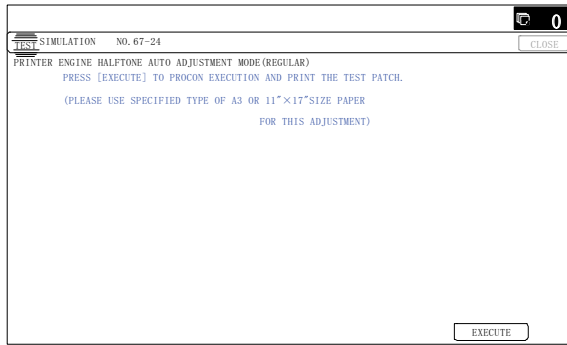 0
TEST SIMULATION NO. 67-24
CLOSE
PRINTER ENGINE HALFTONE AUTO ADJUSTMENT MODE(REGULAR)
PRESS [EXECUTE] TO PROCON EXECUTION AND PRINT THE TEST PATCH.
(PLEASE USE SPECIFIED TYPE OF A3 OR 11"×17"SIZE PAPER
FOR THIS ADJUSTMENT)
EXECUTE